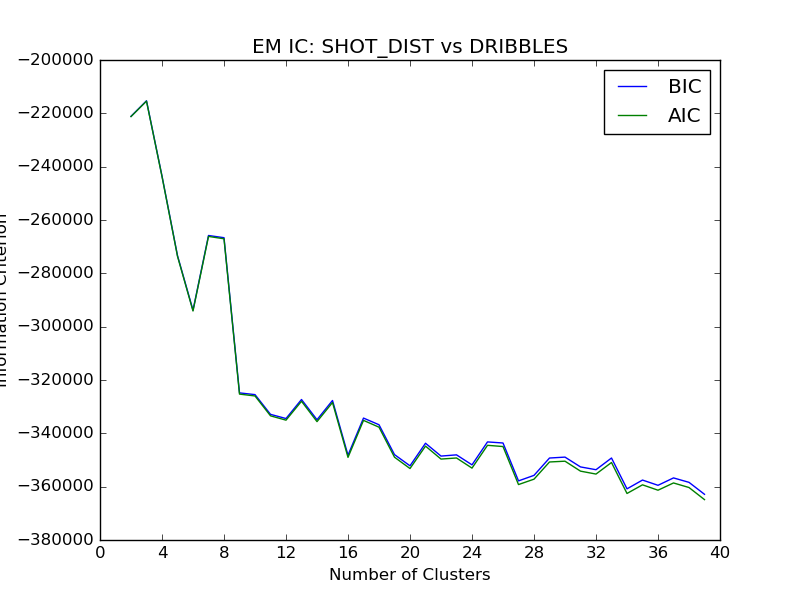 EM IC: SHOT_DIST vs DRIBBLES
−200000
−220000
−240000
−260000
−280000
−300000
−320000
−340000
−360000
−380000
Information Criterion
BIC
AIC
0 4 8 12 16 20 24 28 32 36 40
Number of Clusters